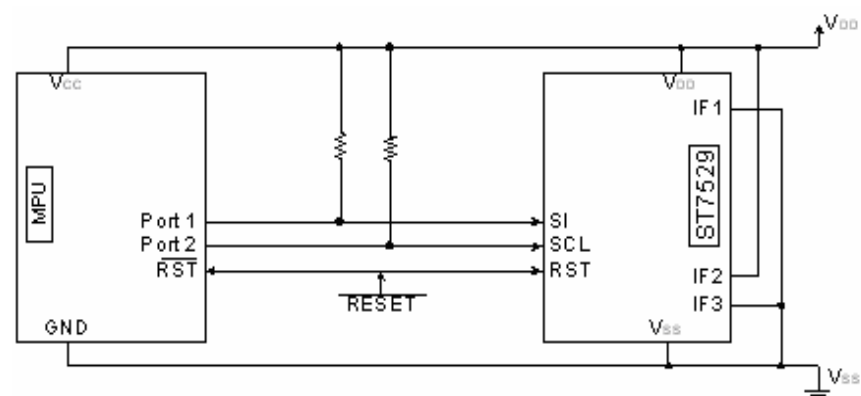 VDD
VCC
VDD
IF1
MPU
ST7529
Port 1
SI
Port 2
SCL
RST
RST
IF2
RESET
IF3
GND
VSS
VSS